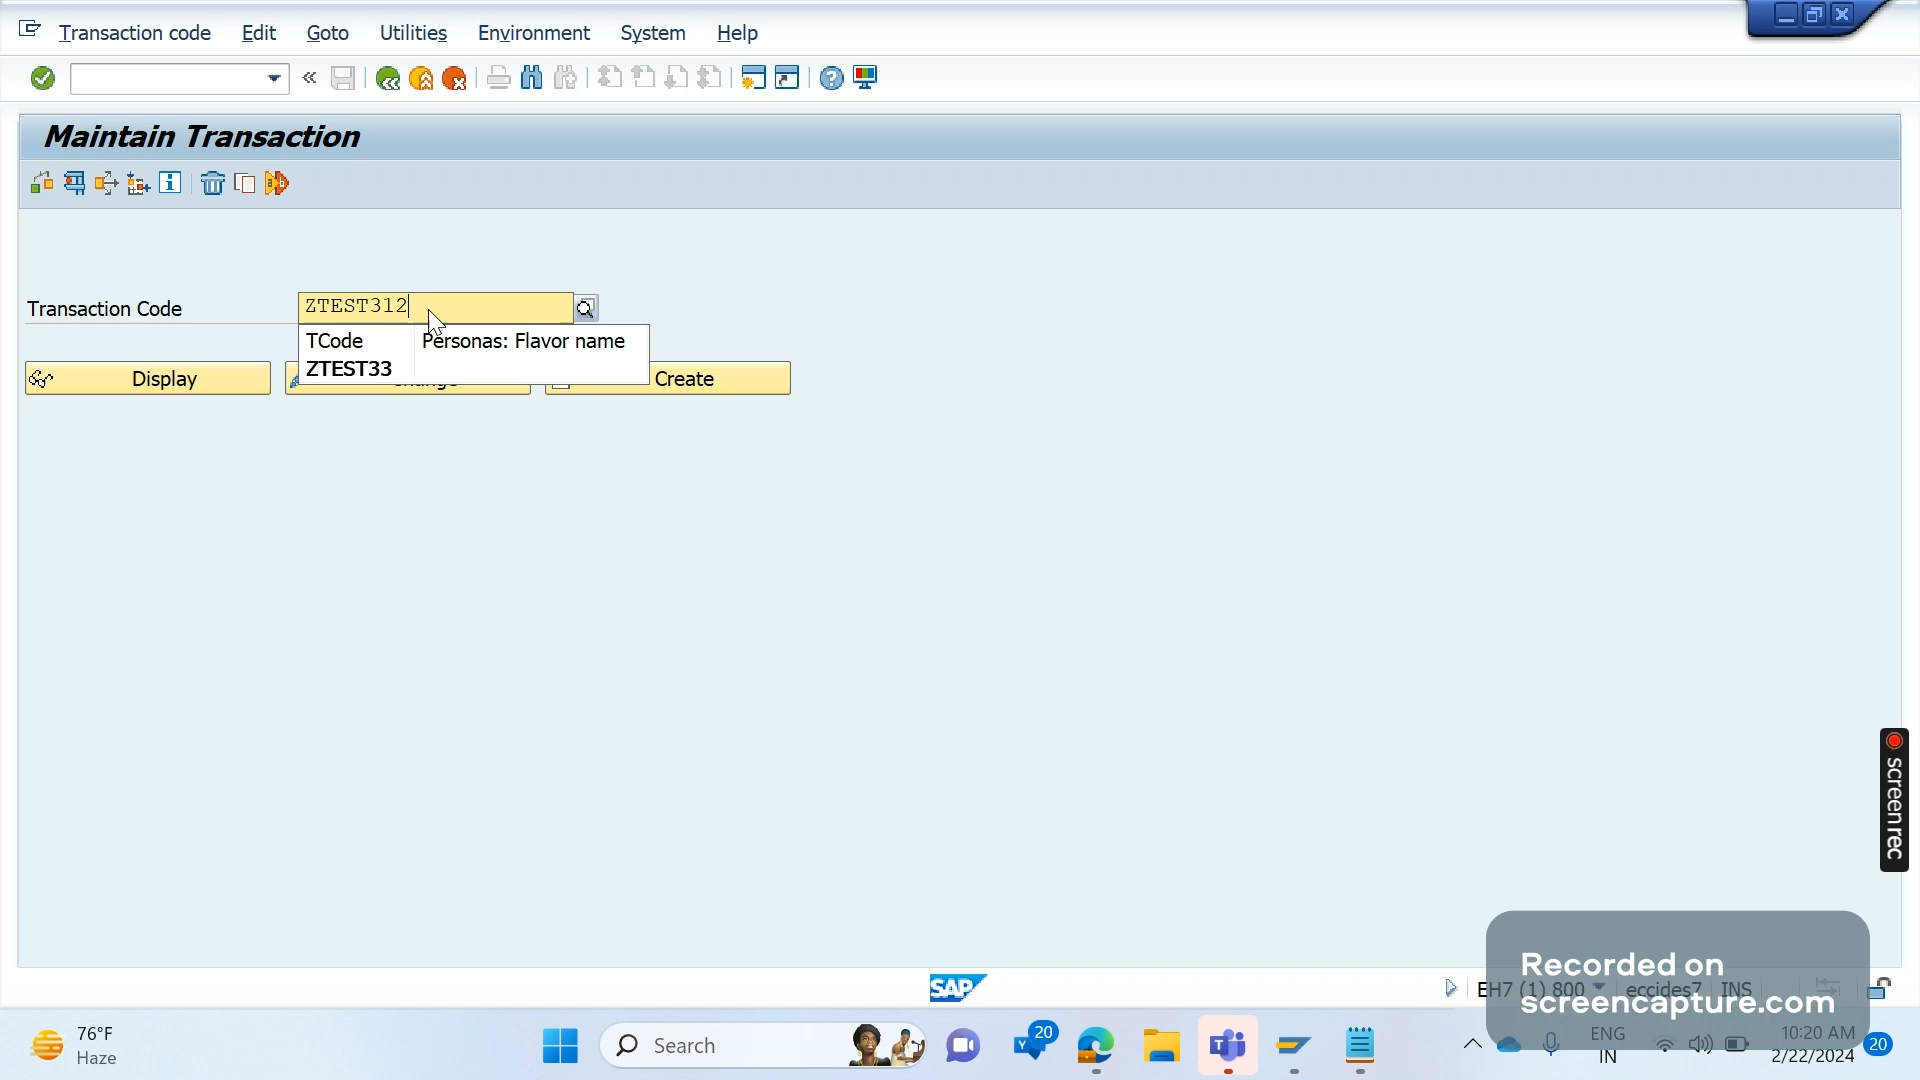 Transaction code Edit Goto Utilities Environment System Help
Maintain Transaction
Transaction Code ZTEST312
TCode Personas: Flavor name
ZTEST33
Display Create
screenrec
SAP
EH7 (1) 800 eccides7 INS
Recorded on
screencapture.com
76°F
Haze
Search
20
ENG
IN
10:20 AM
2/22/2024
20